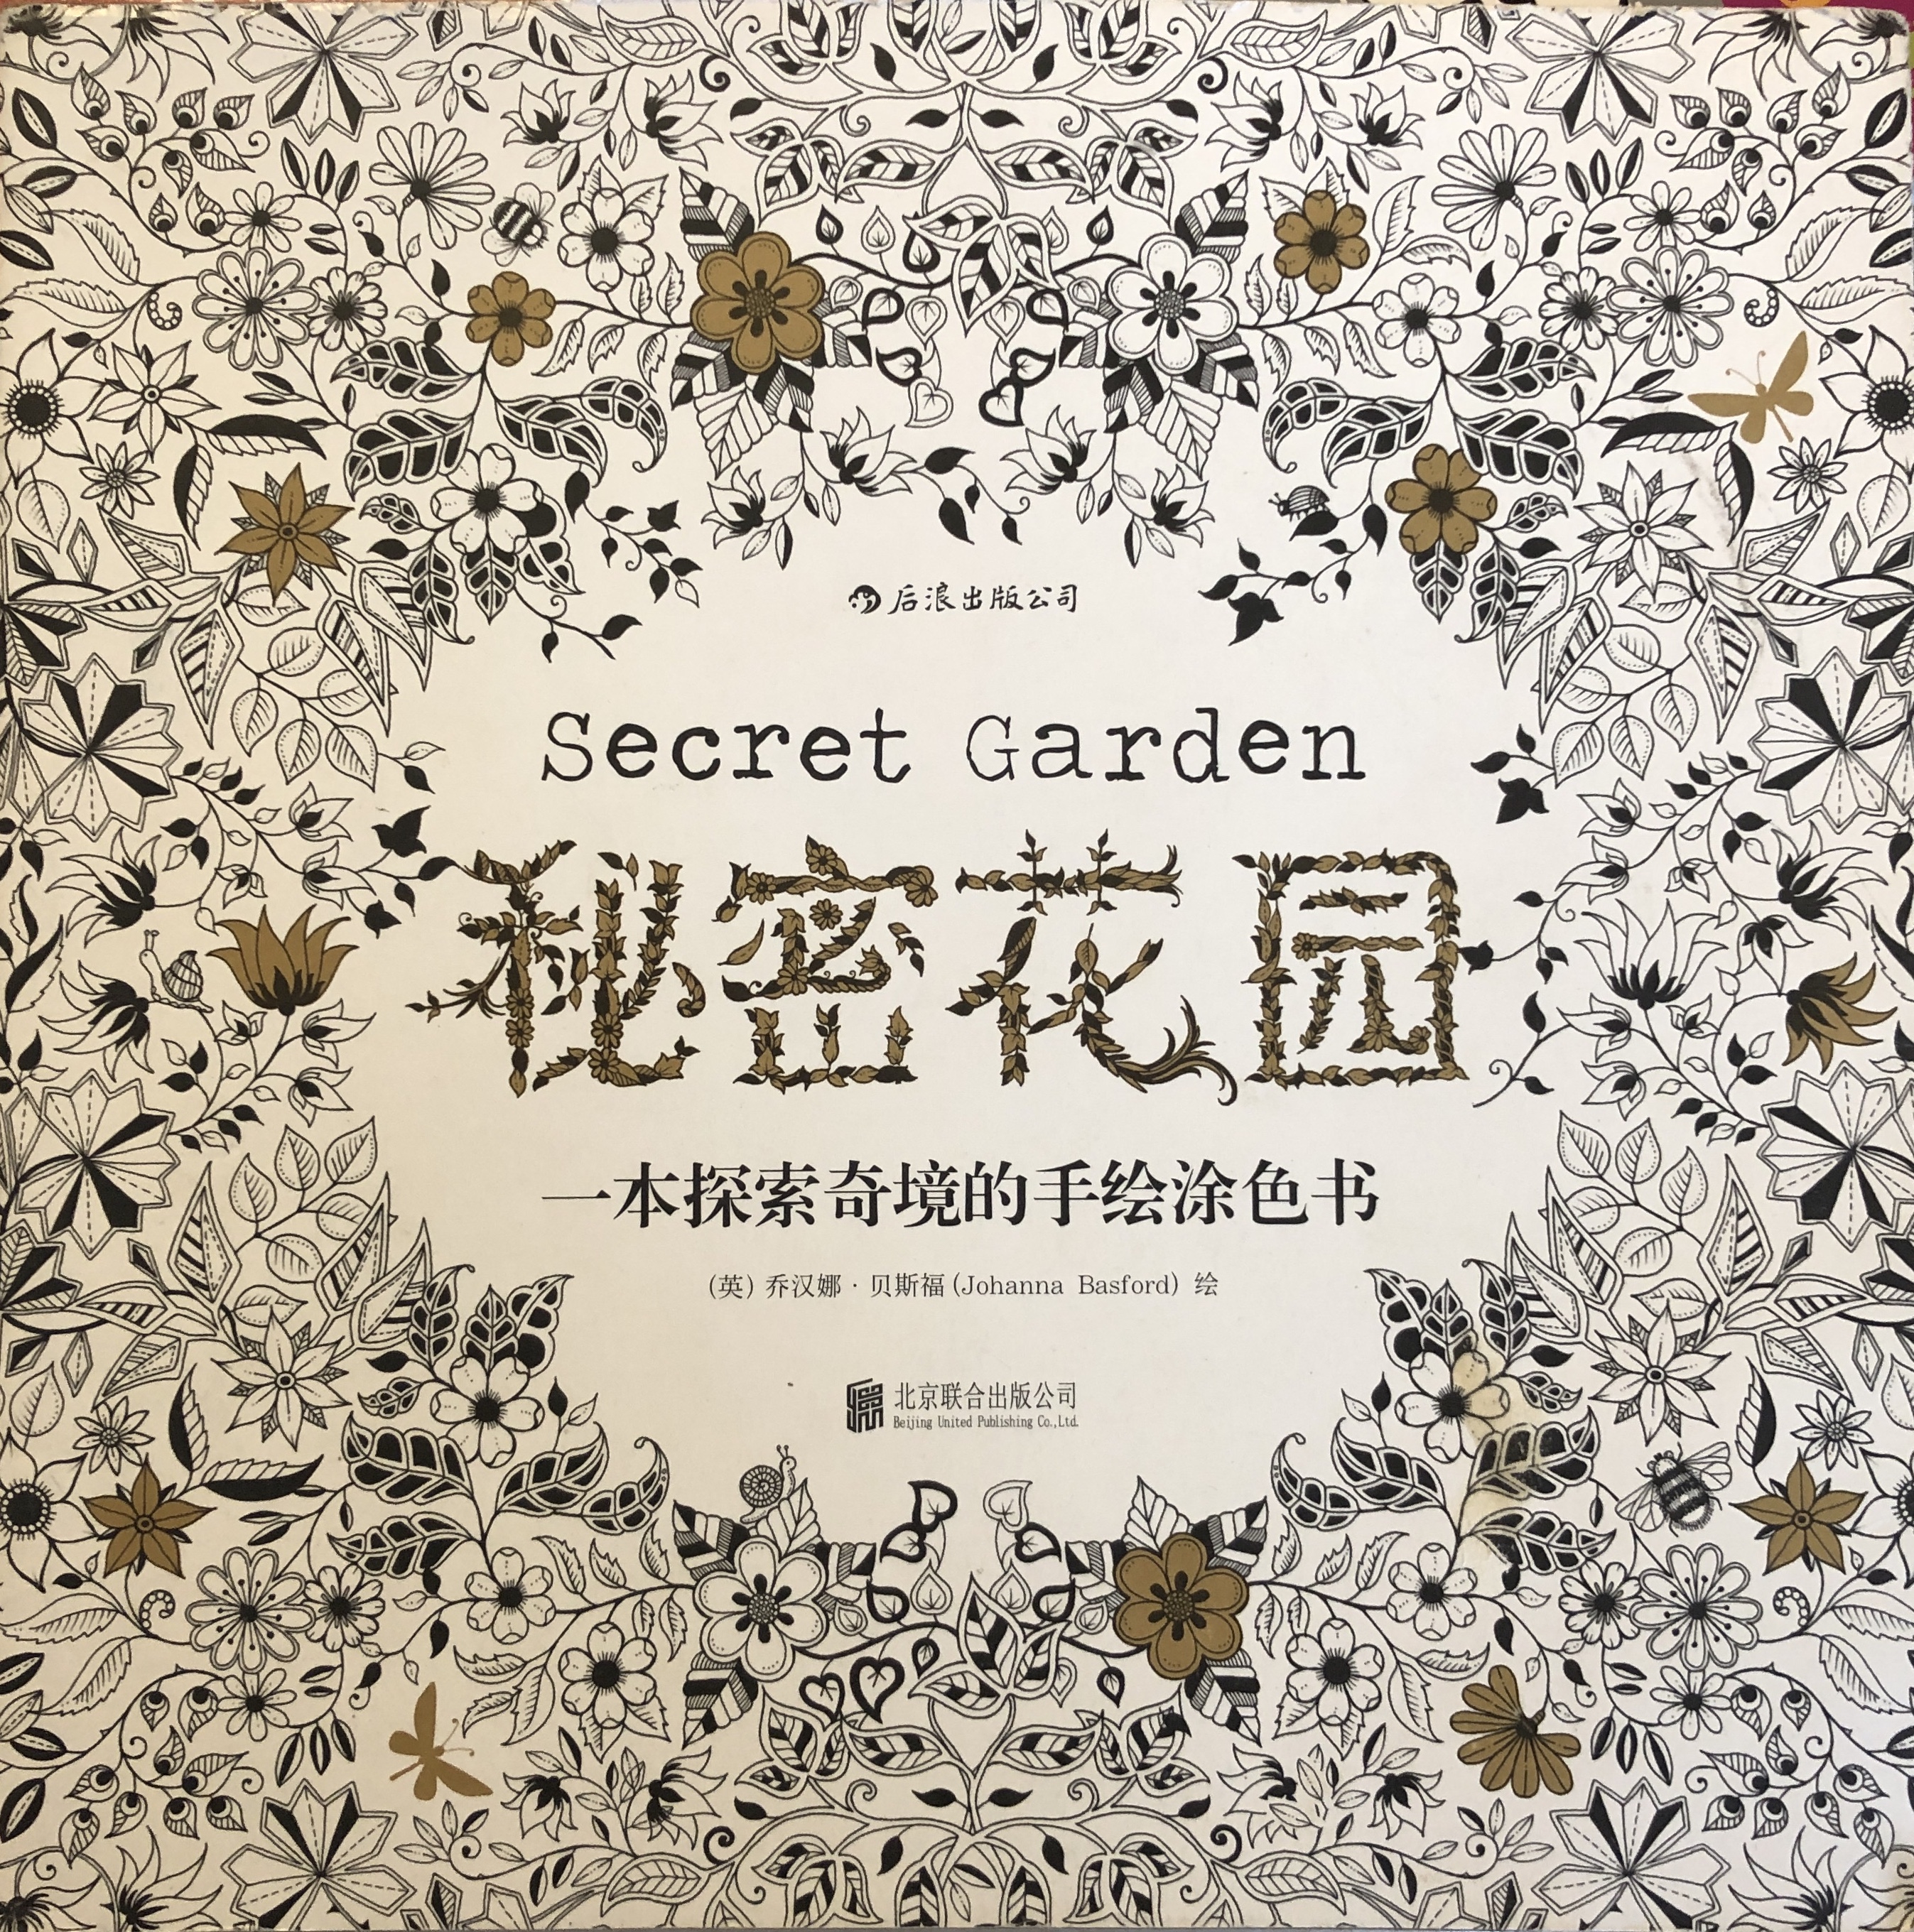 后浪出版公司
Secret Garden
秘密花园
一本探索奇境的手绘涂色书
(英) 乔汉娜 · 贝斯福 (Johanna Basford) 绘
北京联合出版公司
Beijing United Publishing Co.,Ltd.